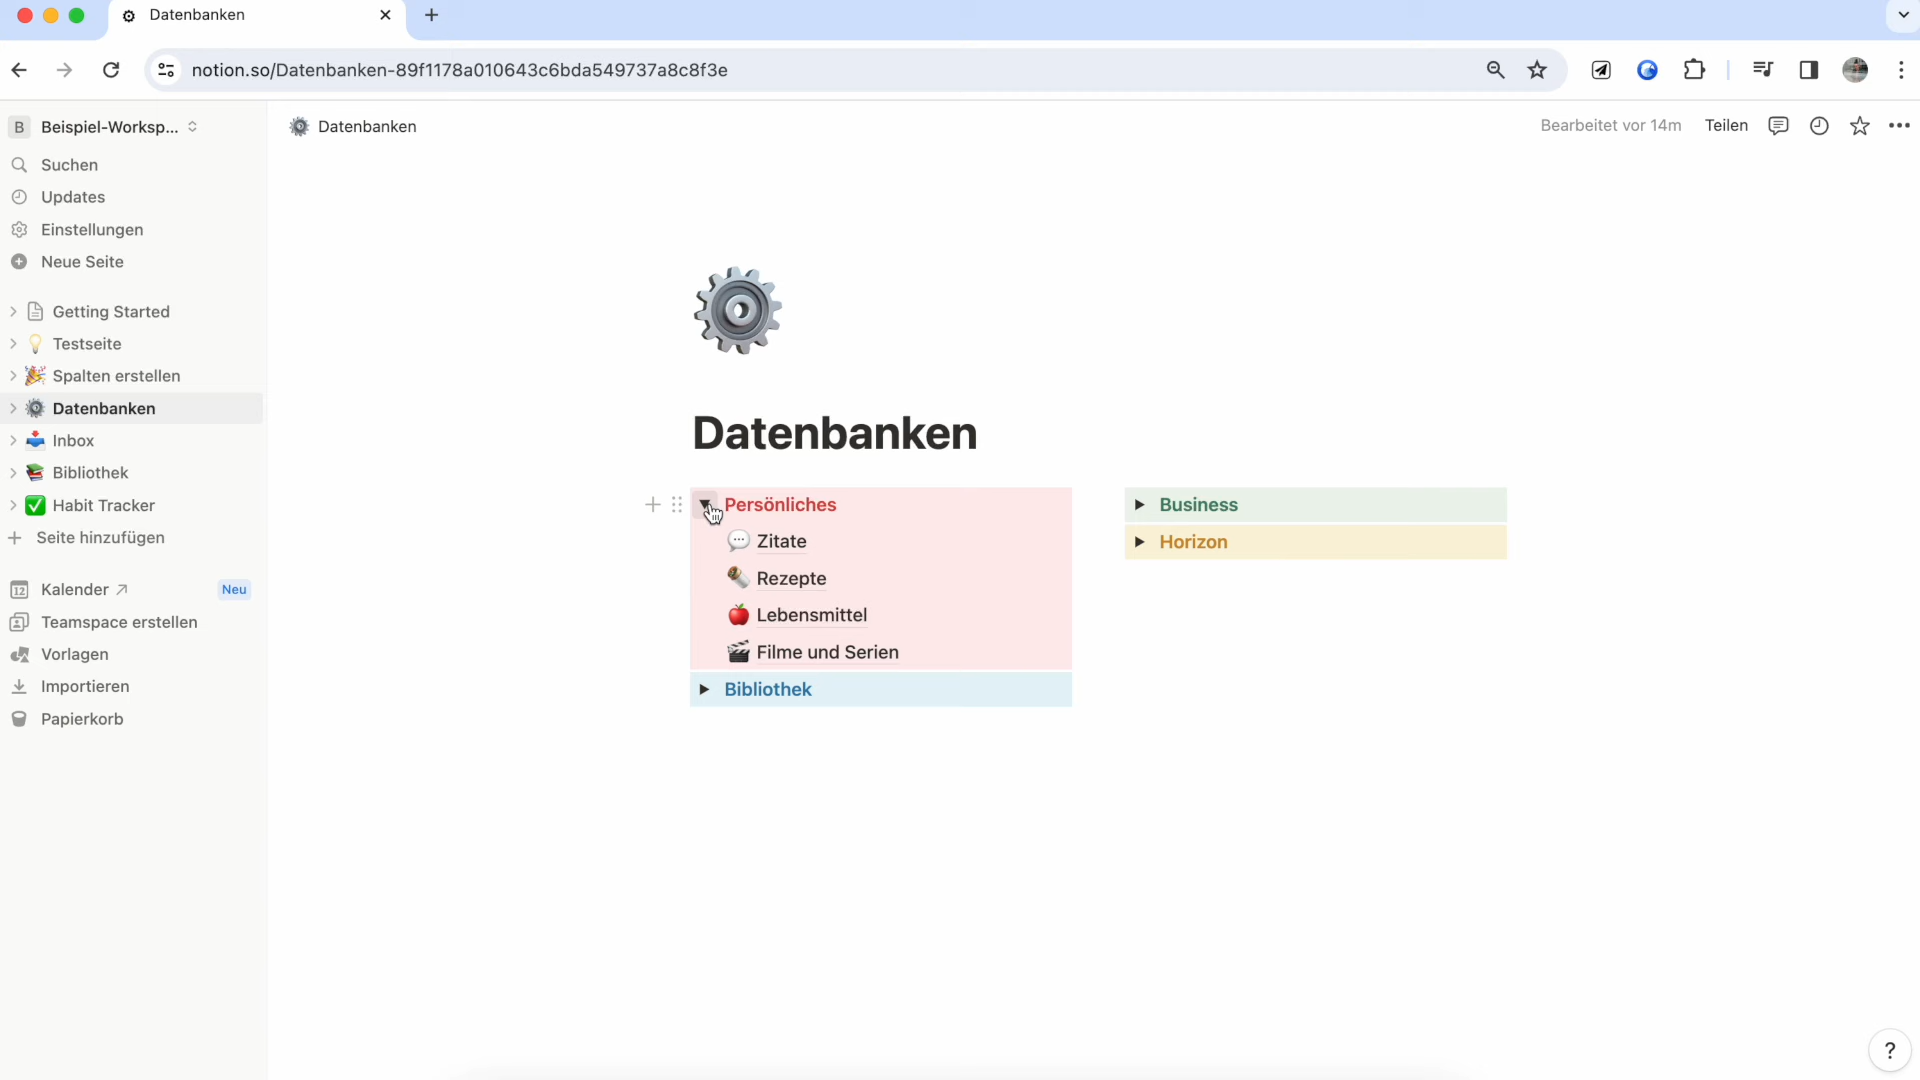 Datenbanken
notion.so/Datenbanken-89f1178a010643c6bda549737a8c8f3e
B Beispiel-Worksp...
Datenbanken
Bearbeitet vor 14m Teilen
Suchen
Updates
Einstellungen
Neue Seite
Getting Started
Testseite
Spalten erstellen
Datenbanken
Inbox
Bibliothek
Habit Tracker
Seite hinzufügen
12 Kalender ↗ Neu
Teamspace erstellen
Vorlagen
Importieren
Papierkorb
Datenbanken
Persönliches
Zitate
Rezepte
Lebensmittel
Filme und Serien
Bibliothek
Business
Horizon
?